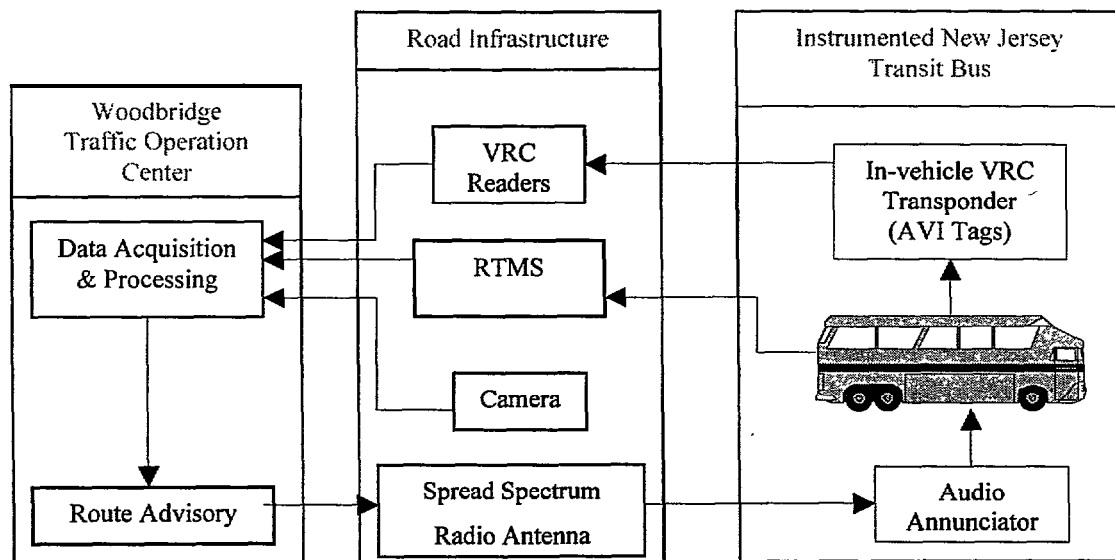 Woodbridge
Traffic Operation
Center
Data Acquisition
& Processing
Route Advisory
Road Infrastructure
VRC
Readers
RTMS
Camera
Spread Spectrum
Radio Antenna
Instrumented New Jersey
Transit Bus
In-vehicle VRC
Transponder
(AVI Tags)
Audio
Annunciator